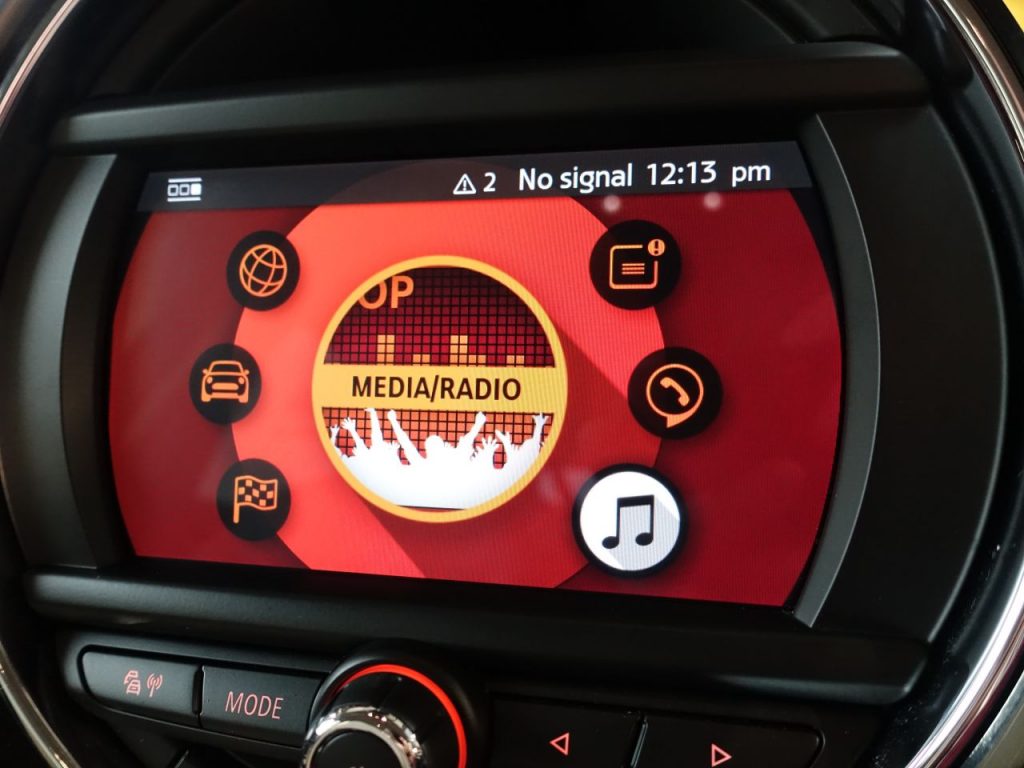 2 No signal 12:13 pm
OP
MEDIA/RADIO
MODE